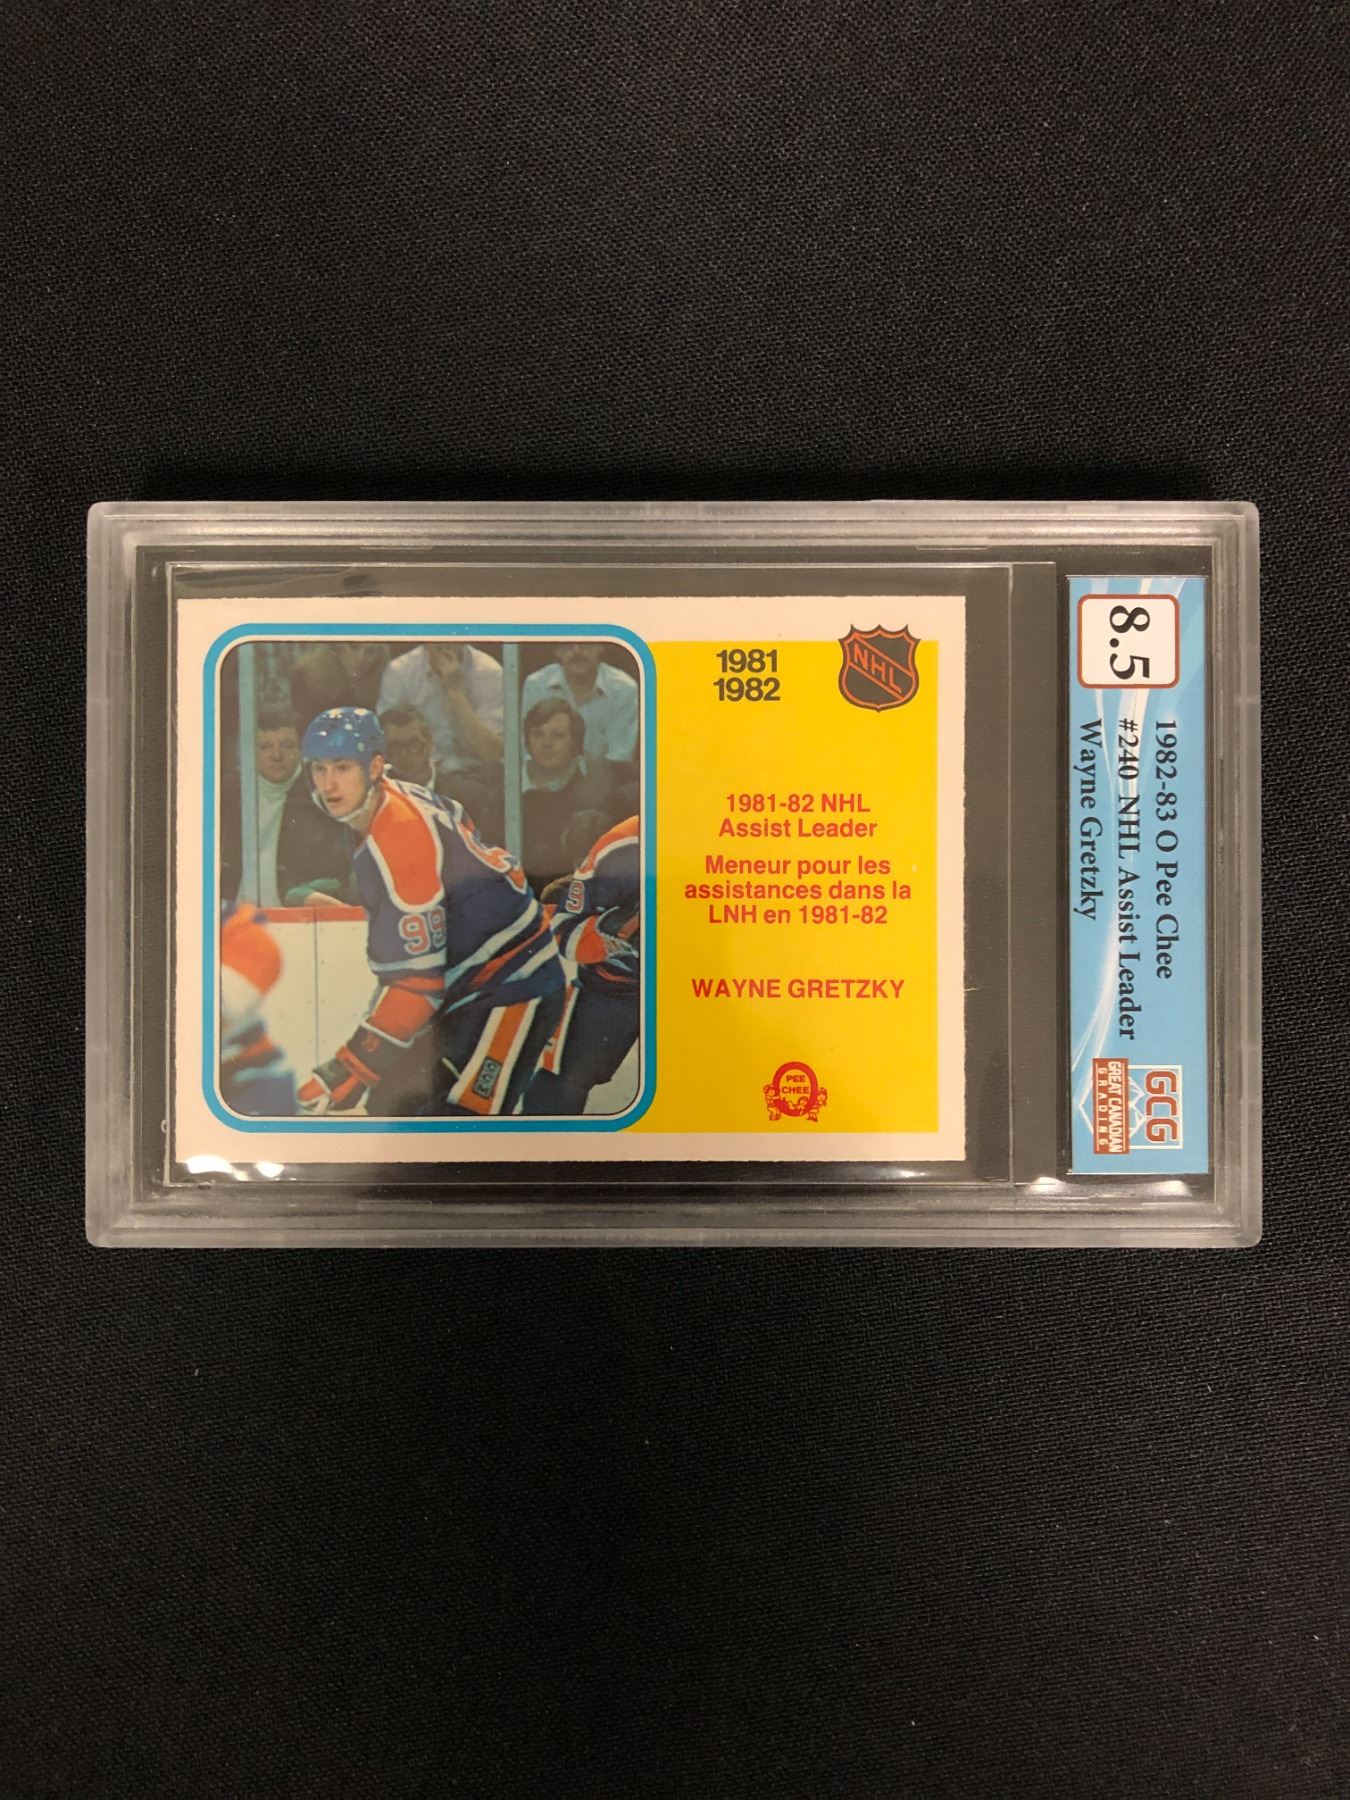 1981
1982
NHL
1981-82 NHL
Assist Leader
Meneur pour les
assistances dans la
LNH en 1981-82
WAYNE GRETZKY
PEE
CHEE
99
9
8.5
1982-83 O Pee Chee
#240 NHL Assist Leader
Wayne Gretzky
GCG
GREAT CANADIAN
GRADING